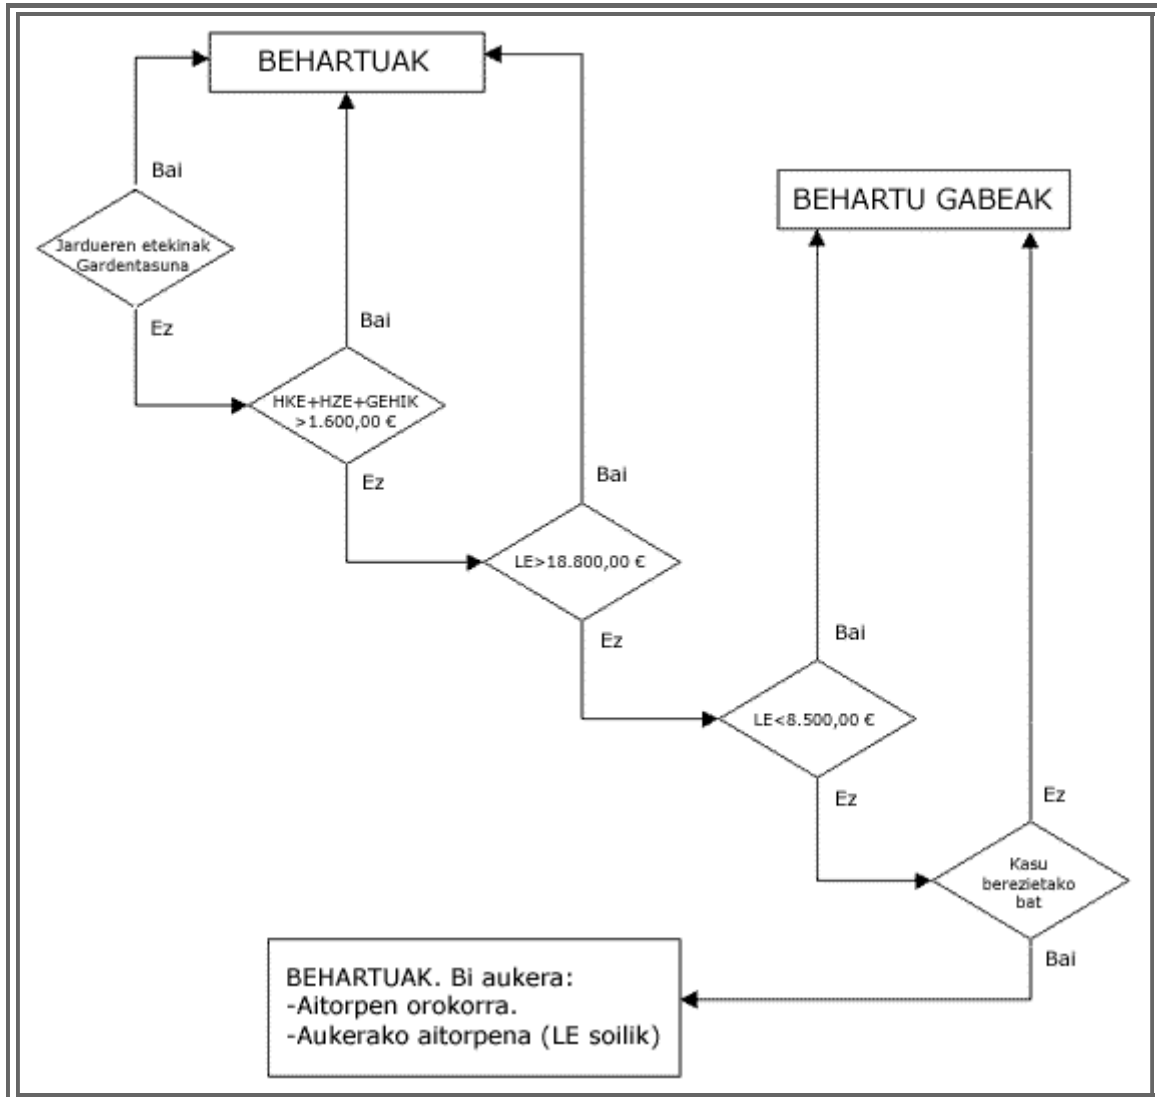 BEHARTUAK
Bai
BEHARTU GABEAK
Jardueren etekinak
Gardentasuna
Ez
Bai
HKE+HZE+GEHIK
>1.600,00 €
Ez
Bai
LE>18.800,00 €
Ez
Bai
LE<8.500,00 €
Ez
Ez
Kasu
berezietako
bat
Bai
BEHARTUAK. Bi aukera:
-Aitorpen orokorra.
-Aukerako aitorpena (LE soilik)